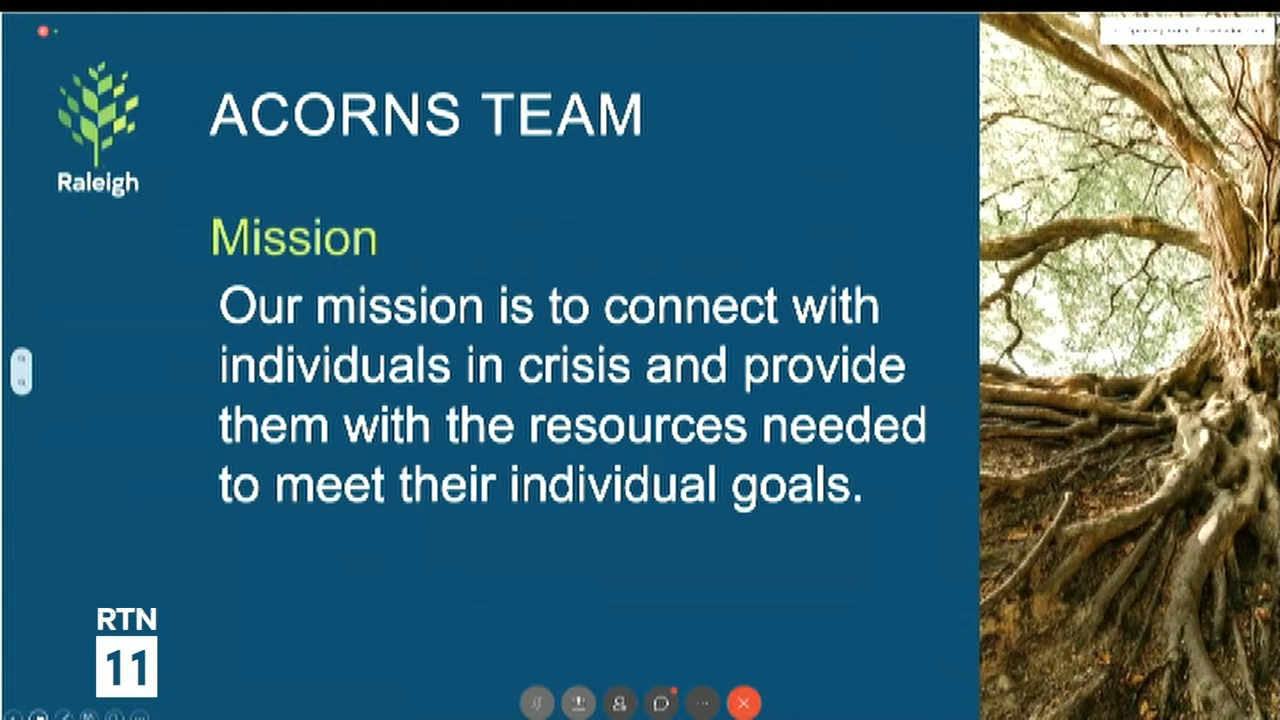 ACORNS TEAM
Raleigh
Mission
Our mission is to connect with
individuals in crisis and provide
them with the resources needed
to meet their individual goals.
RTN
11